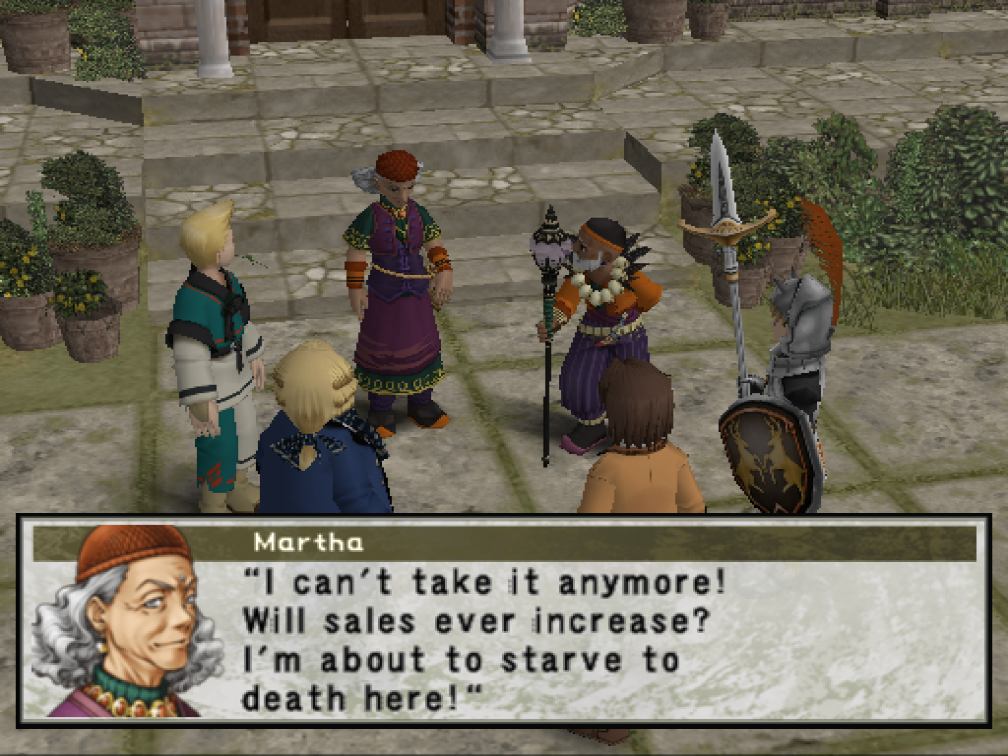 Martha
“I can't take it anymore!
Will sales ever increase?
I'm about to starve to
death here!“